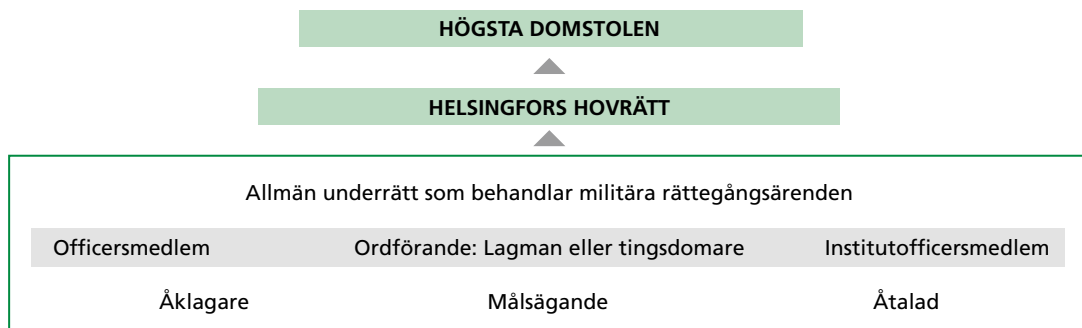 HÖGSTA DOMSTOLEN
HELSINGFORS HOVRÄTT
Allmän underrätt som behandlar militära rättegångsärenden
Officersmedlem Ordförande: Lagman eller tingsdomare Institutofficersmedlem
Åklagare Målsägande Åtalad